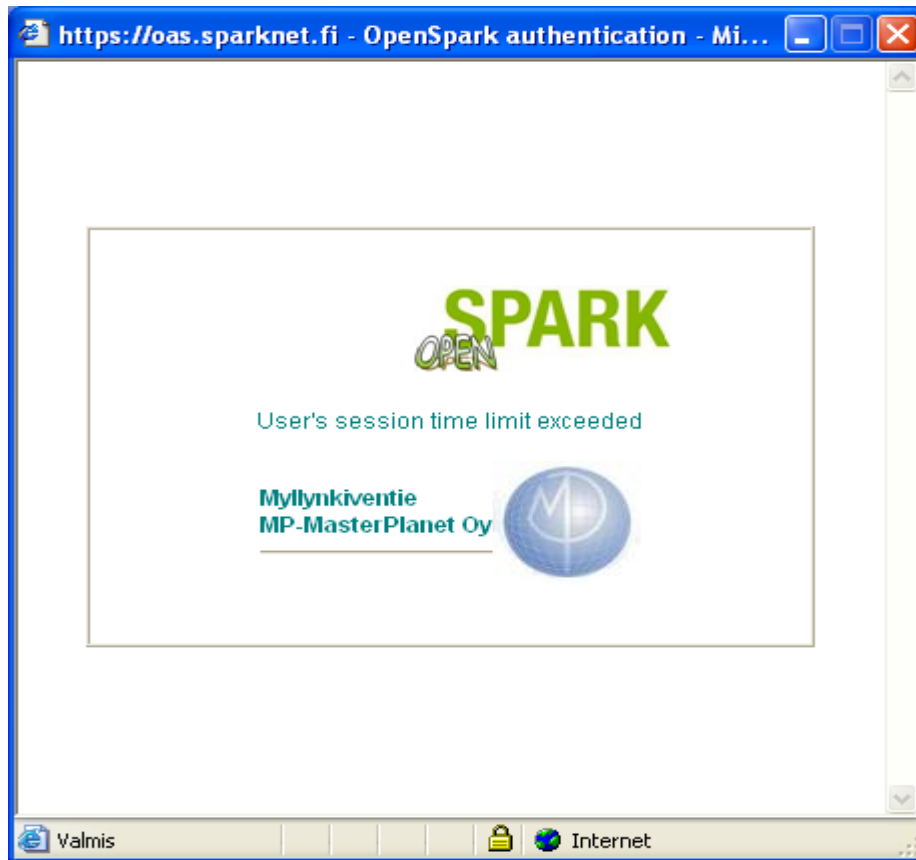 https://oas.sparknet.fi - OpenSpark authentication - Mi...
SPARK
OPEN
User's session time limit exceeded
Myllynkiventie
MP-MasterPlanet Oy
MP
Valmis
Internet